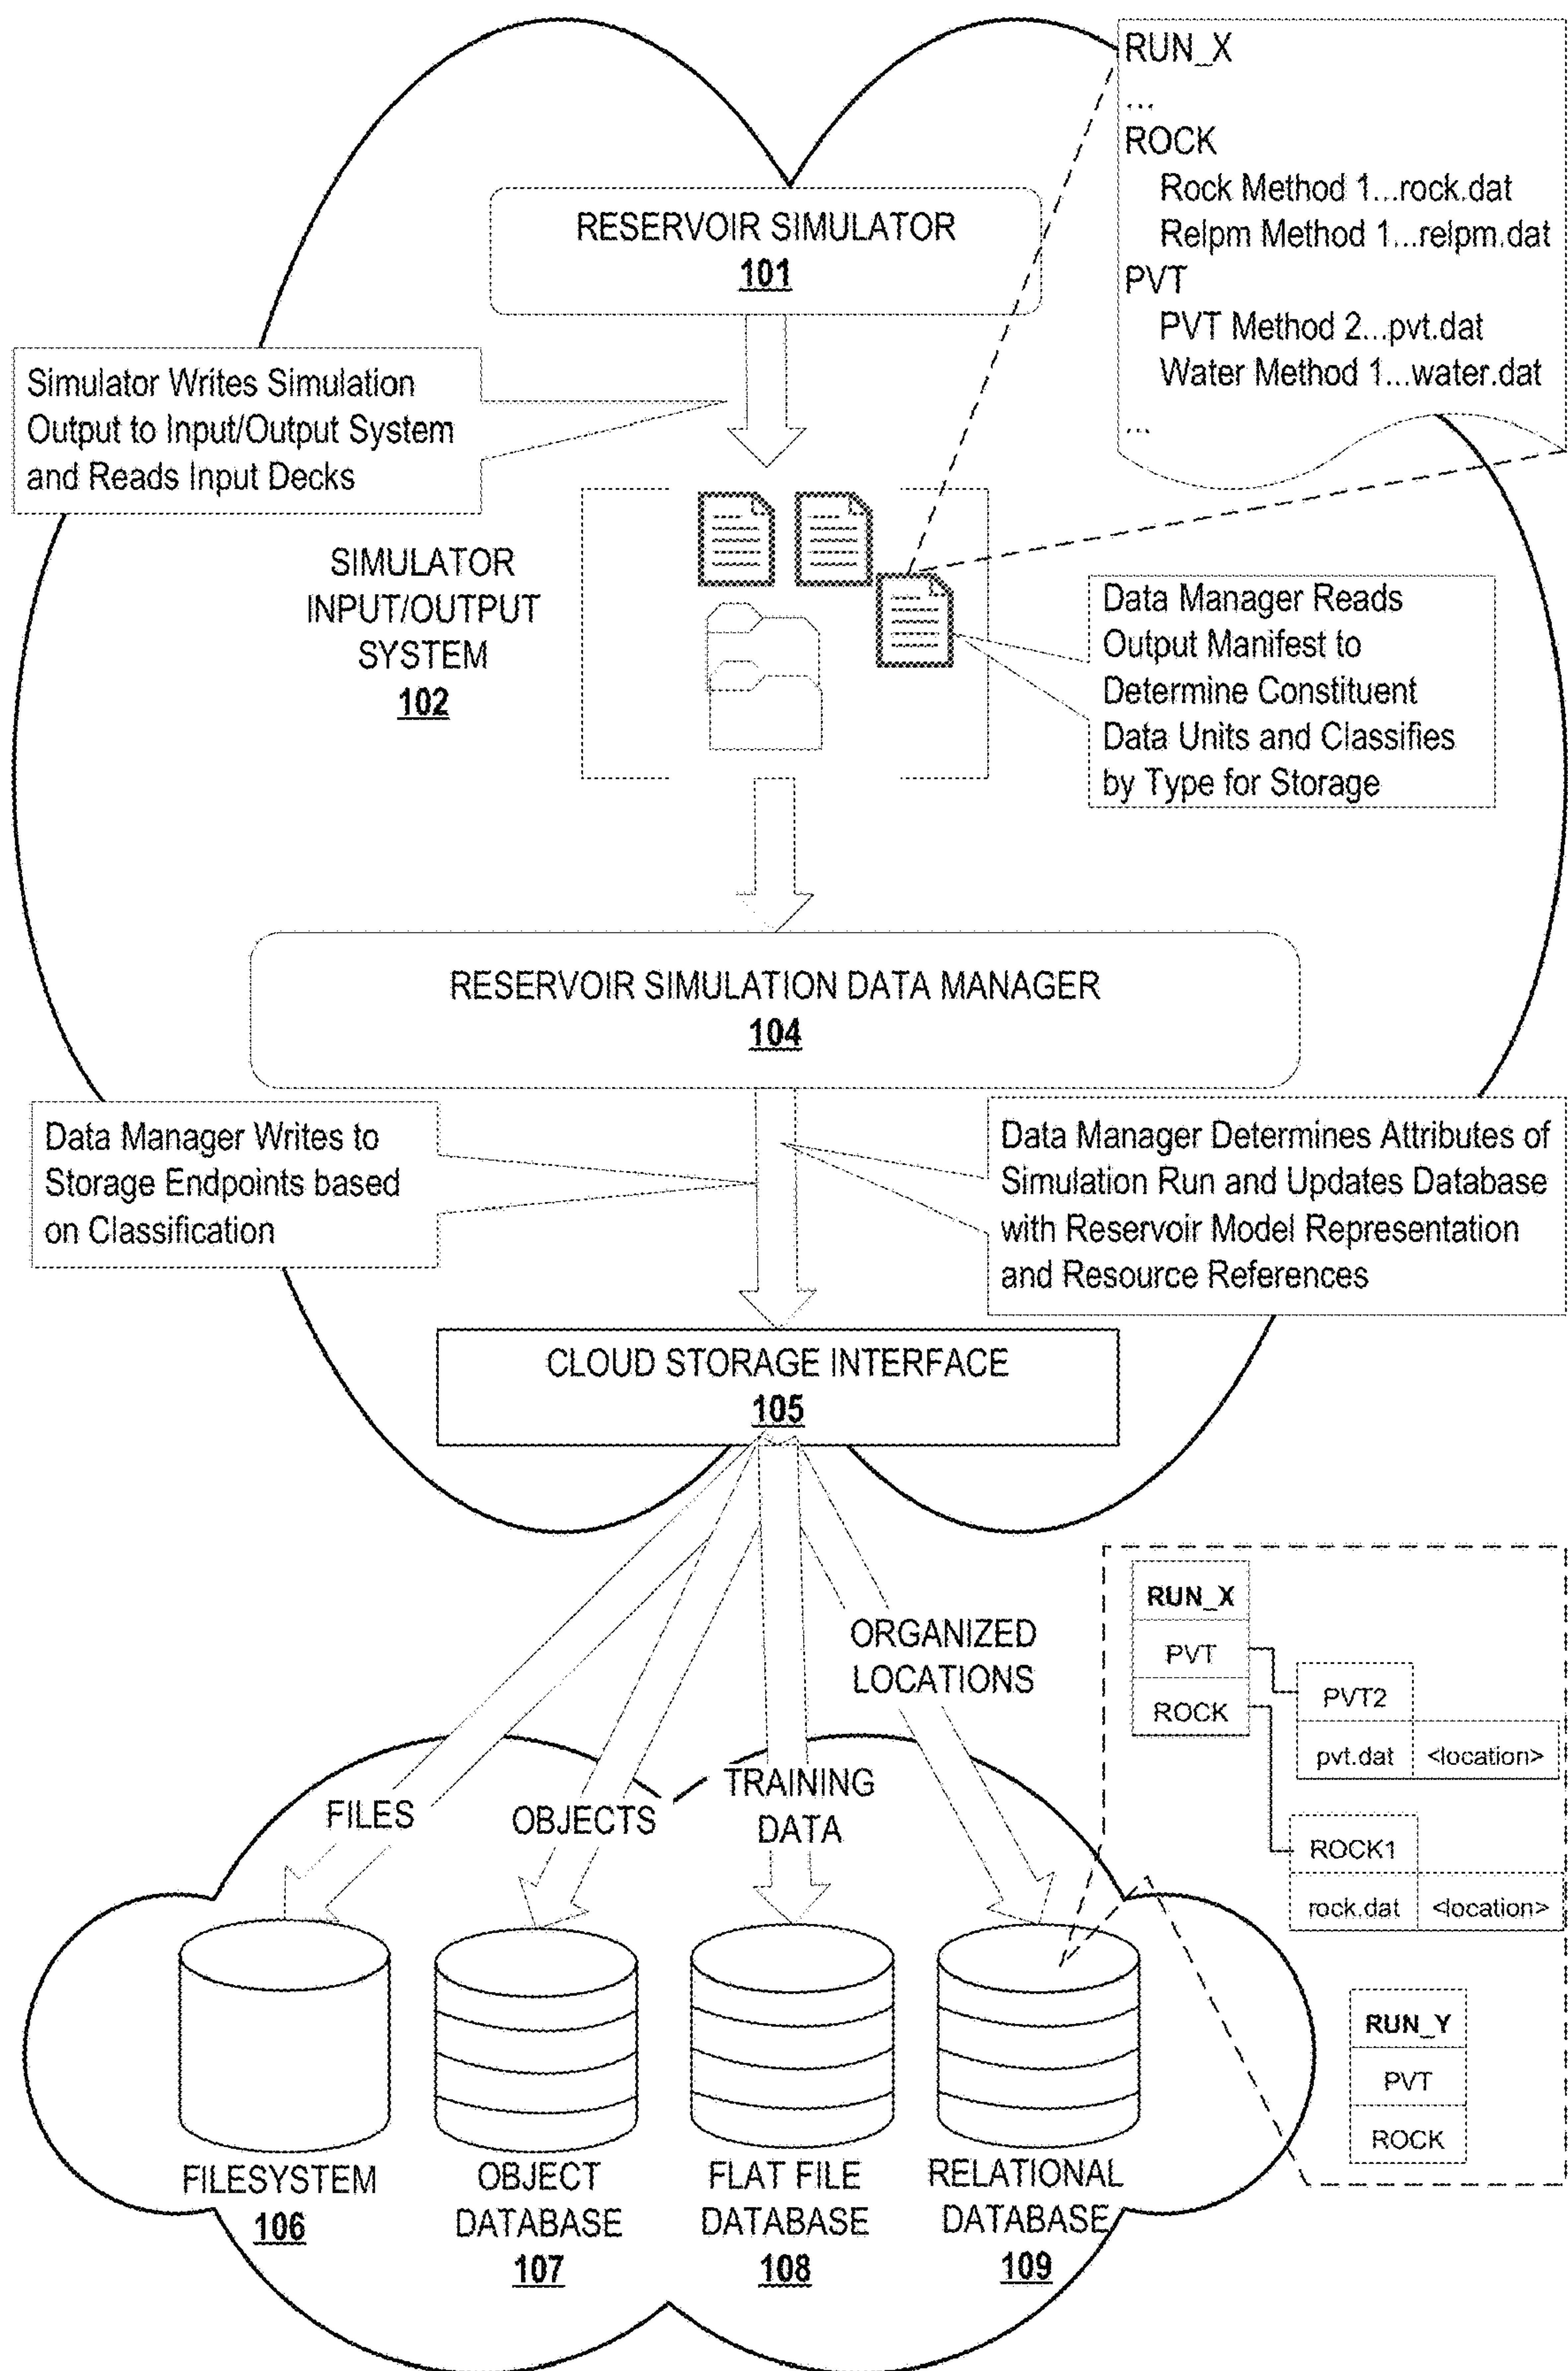 RUN_X
...
ROCK
Rock Method 1...rock.dat
Relpm Method 1...relpm.dat
PVT
PVT Method 2...pvt.dat
Water Method 1...water.dat
...
RESERVOIR SIMULATOR
101
Simulator Writes Simulation
Output to Input/Output System
and Reads Input Decks
SIMULATOR
INPUT/OUTPUT
SYSTEM
102
Data Manager Reads
Output Manifest to
Determine Constituent
Data Units and Classifies
by Type for Storage
RESERVOIR SIMULATION DATA MANAGER
104
Data Manager Writes to
Storage Endpoints based
on Classification
Data Manager Determines Attributes of
Simulation Run and Updates Database
with Reservoir Model Representation
and Resource References
CLOUD STORAGE INTERFACE
105
FILES
OBJECTS
TRAINING
DATA
ORGANIZED
LOCATIONS
RUN_X
PVT
ROCK
PVT2
pvt.dat <location>
ROCK1
rock.dat <location>
RUN_Y
PVT
ROCK
FILESYSTEM
106
OBJECT
DATABASE
107
FLAT FILE
DATABASE
108
RELATIONAL
DATABASE
109